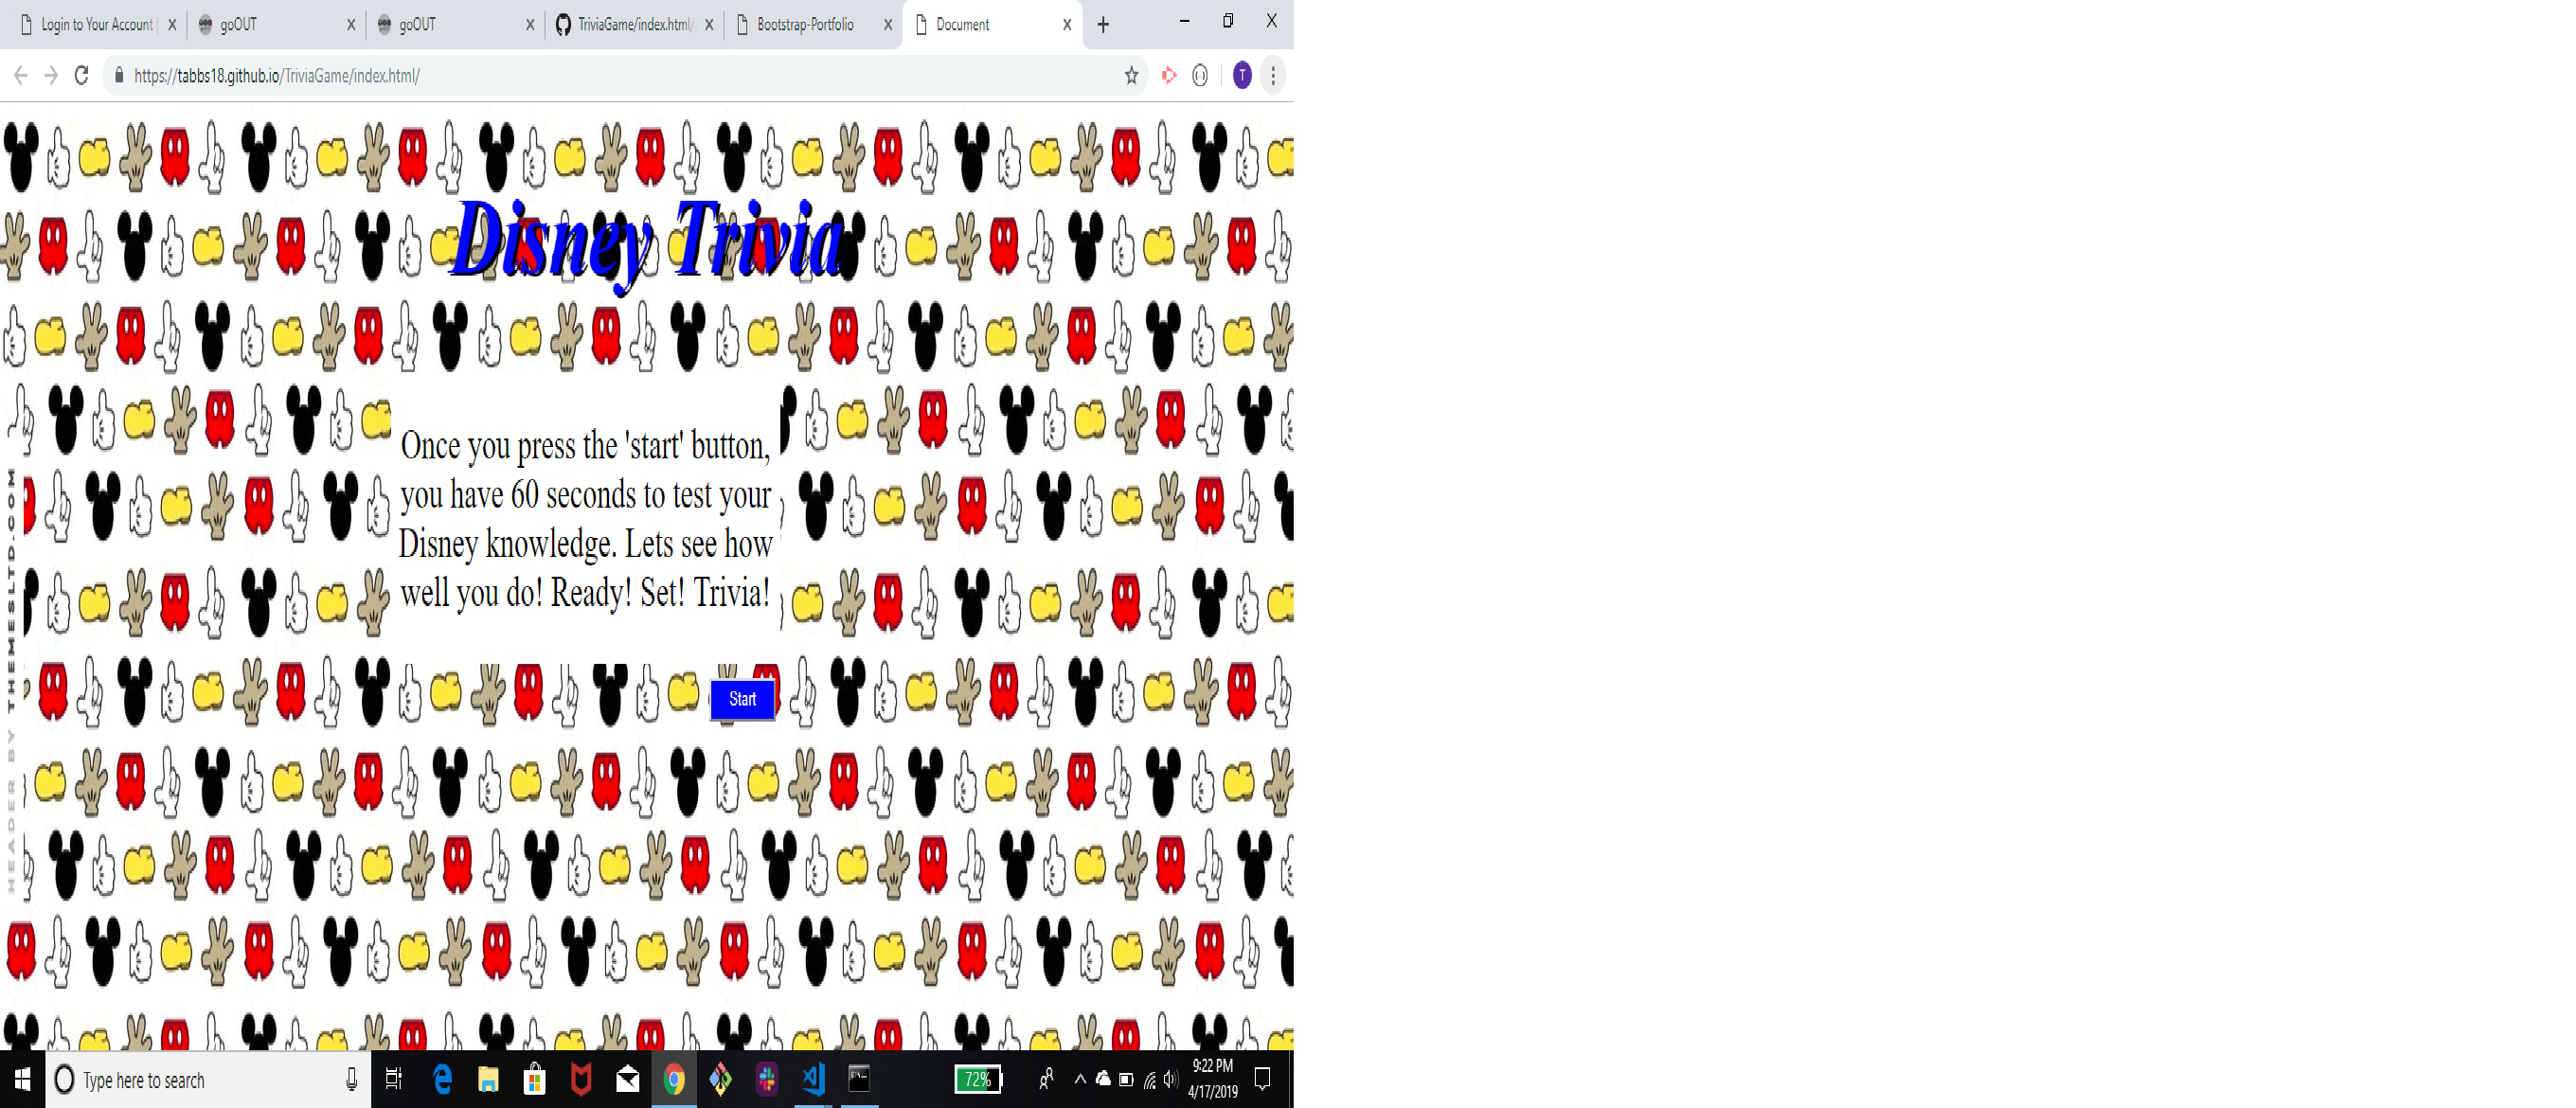 Login to Your Account
goOUT
goOUT
TriviaGame/index.html/
Bootstrap-Portfolio
Document
https://tabbs18.github.io/TriviaGame/index.html/
T
Disney Trivia
Once you press the 'start' button,
you have 60 seconds to test your
Disney knowledge. Lets see how
well you do! Ready! Set! Trivia!
Start
HEADER BY THEMESLTD.COM
Type here to search
72%
9:22 PM
4/17/2019